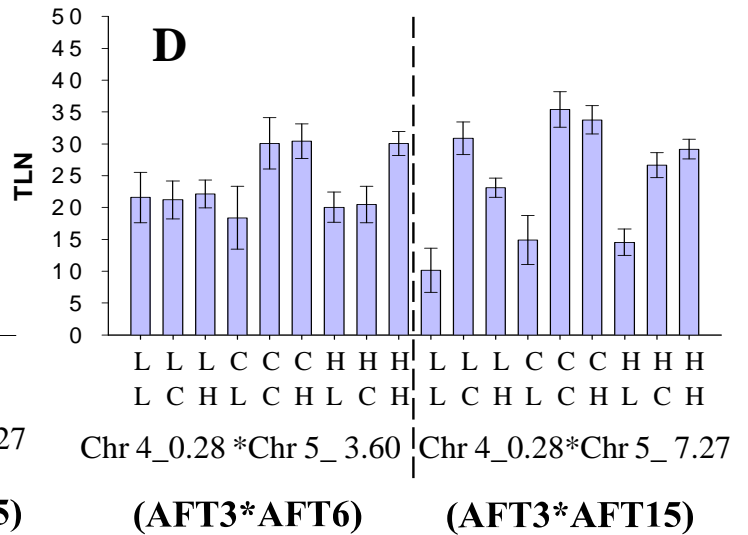 50
45
40
35
30
25
20
15
10
5
0
TLN
D
L L L C C C H H H L L L C C C H H H
L C H L C H L C H L C H L C H L C H
27 Chr 4_0.28 *Chr 5_ 3.60 Chr 4_0.28*Chr 5_ 7.27
5) (AFT3*AFT6) (AFT3*AFT15)